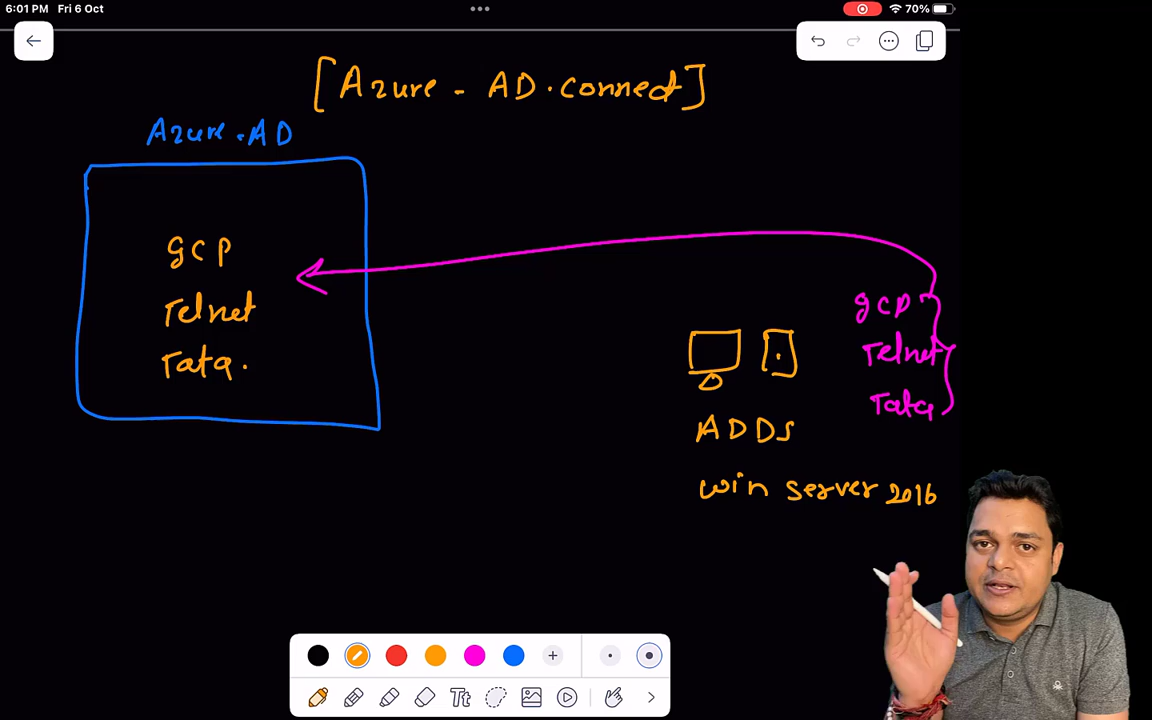 6:01 PM Fri 6 Oct
70%
[Azure - AD.connect]
Azure.AD
gcp
Telnet
Tata.
gcp
Telnet
Tata
ADDS
win server 2016
Tt